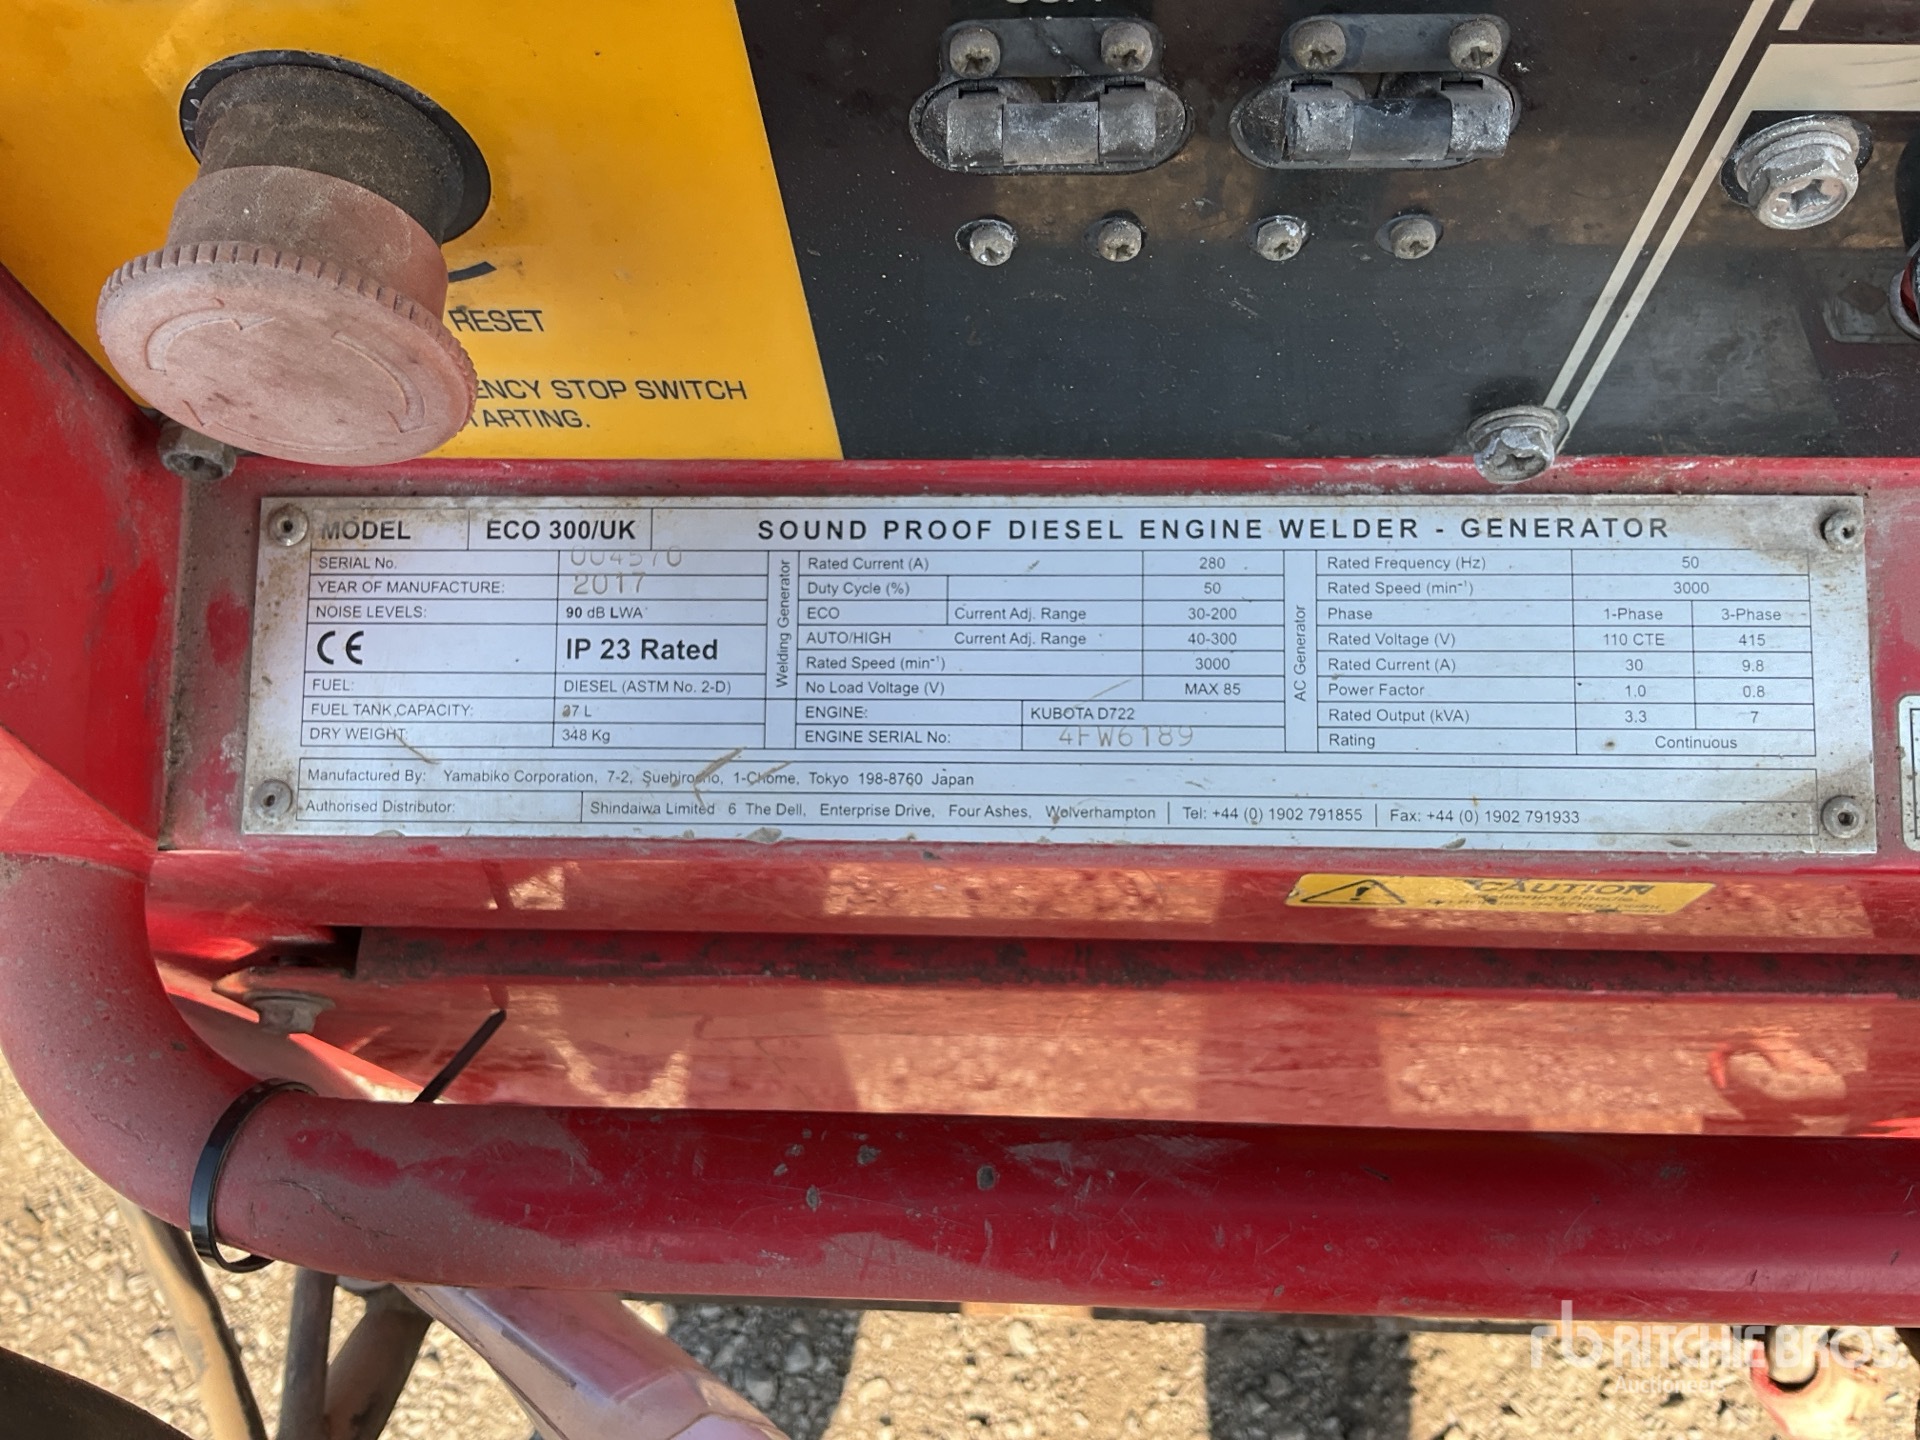 RESET
ENCY STOP SWITCH
TARTING.
MODEL ECO 300/UK SOUND PROOF DIESEL ENGINE WELDER - GENERATOR
SERIAL No. 004570
YEAR OF MANUFACTURE: 2017
NOISE LEVELS: 90 dB LWA
CE IP 23 Rated
FUEL: DIESEL (ASTM No. 2-D)
FUEL TANK CAPACITY: 37 L
DRY WEIGHT: 348 Kg
Welding Generator
Rated Current (A) 280
Duty Cycle (%) 50
ECO Current Adj. Range 30-200
AUTO/HIGH Current Adj. Range 40-300
Rated Speed (min⁻¹) 3000
No Load Voltage (V) MAX 85
ENGINE: KUBOTA D722
ENGINE SERIAL No: 4FW6189
AC Generator
Rated Frequency (Hz) 50
Rated Speed (min⁻¹) 3000
Phase 1-Phase 3-Phase
Rated Voltage (V) 110 CTE 415
Rated Current (A) 30 9.8
Power Factor 1.0 0.8
Rated Output (kVA) 3.3 7
Rating Continuous
Manufactured By: Yamabiko Corporation, 7-2, Suehirocho, 1-Chome, Tokyo 198-8760 Japan
Authorised Distributor: Shindaiwa Limited 6 The Dell, Enterprise Drive, Four Ashes, Wolverhampton Tel: +44 (0) 1902 791855 Fax: +44 (0) 1902 791933
CAUTION
rb RITCHIE BROS.
Auctioneers